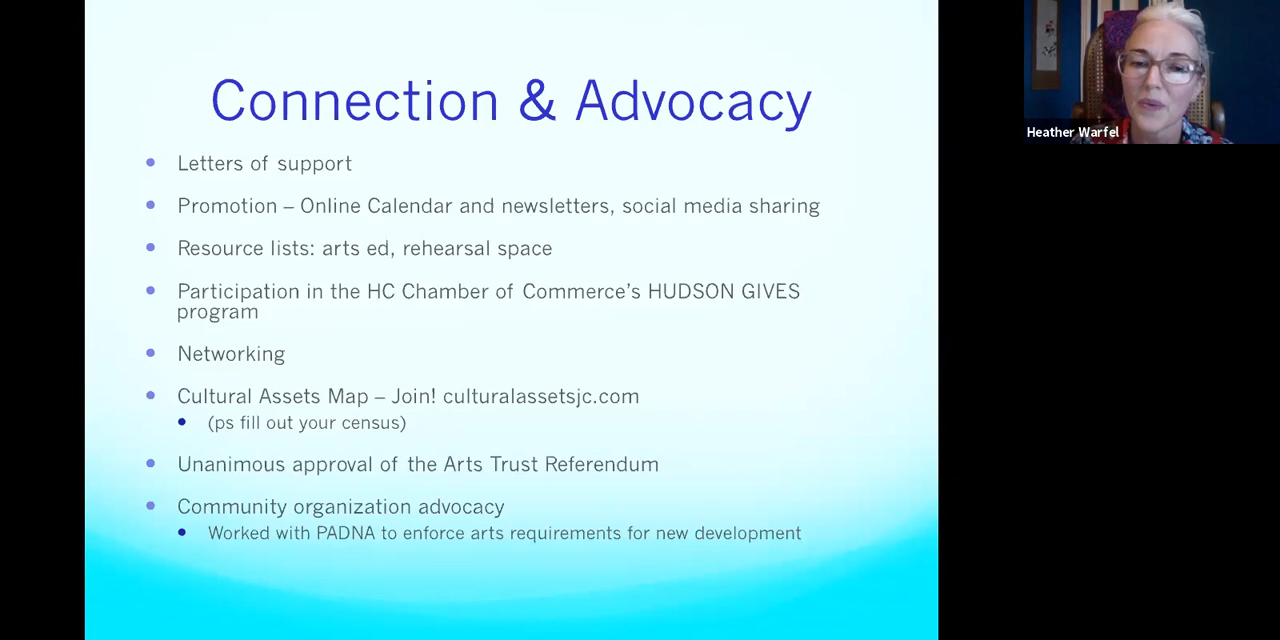 Connection & Advocacy
Letters of support
Promotion – Online Calendar and newsletters, social media sharing
Resource lists: arts ed, rehearsal space
Participation in the HC Chamber of Commerce's HUDSON GIVES
program
Networking
Cultural Assets Map – Join! culturalassetsjc.com
(ps fill out your census)
Unanimous approval of the Arts Trust Referendum
Community organization advocacy
Worked with PADNA to enforce arts requirements for new development
Heather Warfel